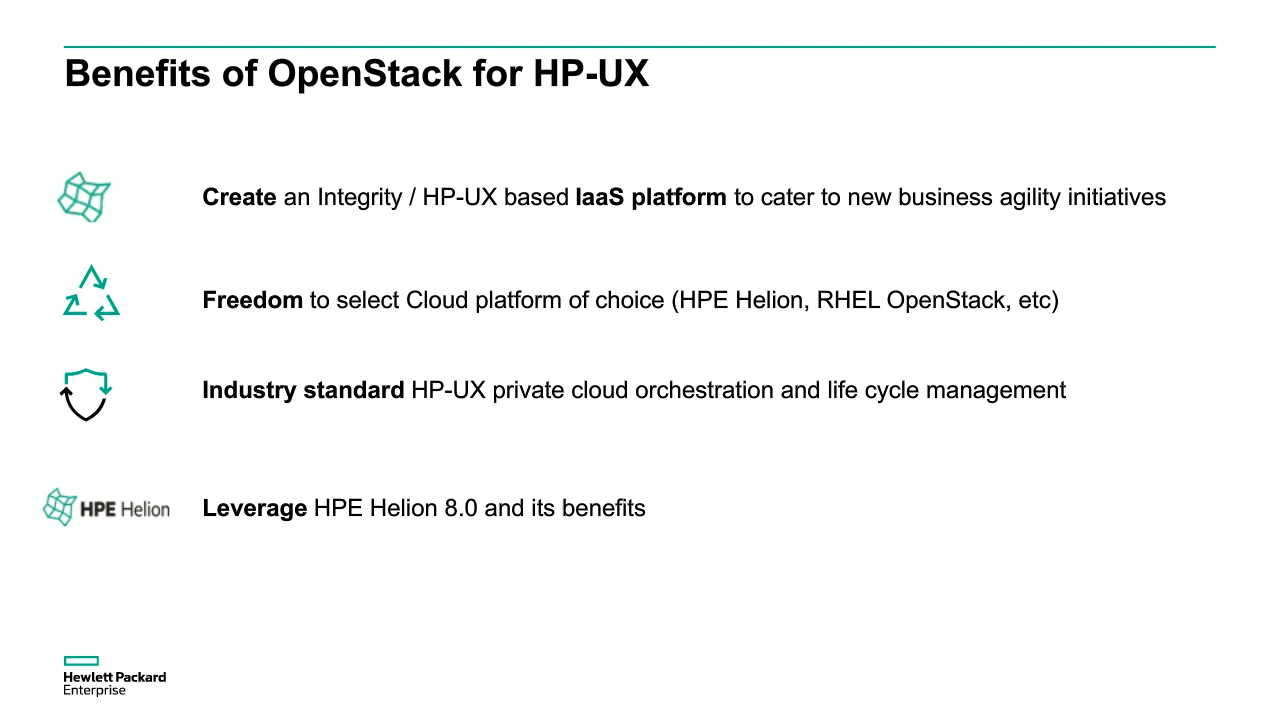 Benefits of OpenStack for HP-UX
Create an Integrity / HP-UX based IaaS platform to cater to new business agility initiatives
Freedom to select Cloud platform of choice (HPE Helion, RHEL OpenStack, etc)
Industry standard HP-UX private cloud orchestration and life cycle management
HPE Helion
Leverage HPE Helion 8.0 and its benefits
Hewlett Packard
Enterprise